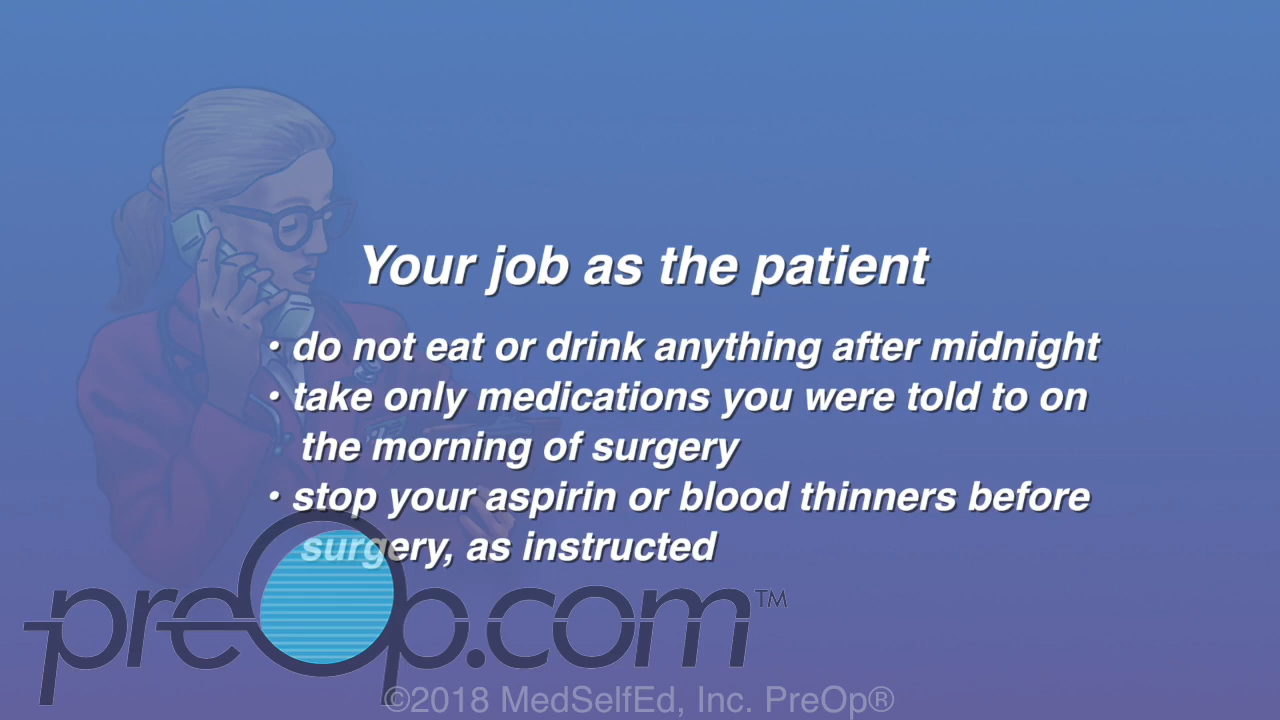 Your job as the patient
• do not eat or drink anything after midnight
• take only medications you were told to on
the morning of surgery
• stop your aspirin or blood thinners before
surgery, as instructed
preOp.com™
©2018 MedSelfEd, Inc. PreOp®